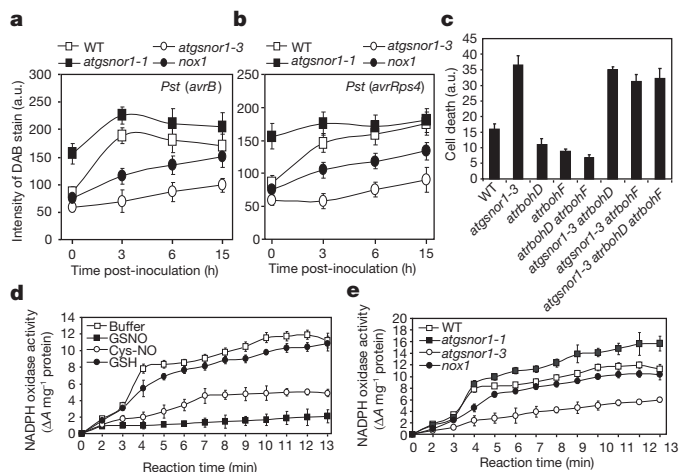 a
WT
atgsnor1-1
atgsnor1-3
nox1
Pst (avrB)
Intensity of DAB stain (a.u.)
300
250
200
150
100
50
0
0 3 6 15
Time post-inoculation (h)
b
WT
atgsnor1-1
atgsnor1-3
nox1
Pst (avrRps4)
250
200
150
100
50
0
0 3 6 15
Time post-inoculation (h)
c
Cell death (a.u.)
45
40
35
30
25
20
15
10
5
0
WT
atgsnor1-3
atrbohD
atrbohF
atrbohD atrbohF
atgsnor1-3 atrbohD
atgsnor1-3 atrbohF
atgsnor1-3 atrbohD atrbohF
d
Buffer
GSNO
Cys-NO
GSH
NADPH oxidase activity
(ΔA mg⁻¹ protein)
14
12
10
8
6
4
2
0
0 2 3 4 5 6 7 8 9 10 11 12 13
Reaction time (min)
e
WT
atgsnor1-1
atgsnor1-3
nox1
NADPH oxidase activity
(ΔA mg⁻¹ protein)
20
18
16
14
12
10
8
6
4
2
0
0 2 3 4 5 6 7 8 9 10 11 12 13
Reaction time (min)